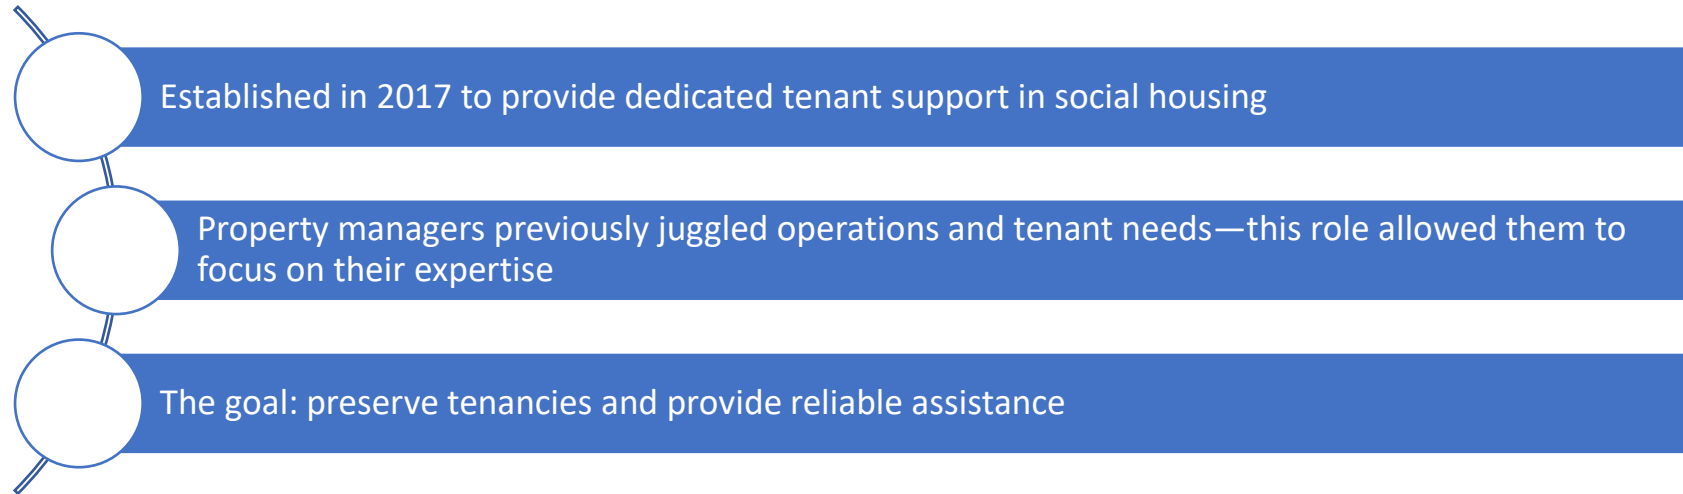 Established in 2017 to provide dedicated tenant support in social housing
Property managers previously juggled operations and tenant needs—this role allowed them to
focus on their expertise
The goal: preserve tenancies and provide reliable assistance